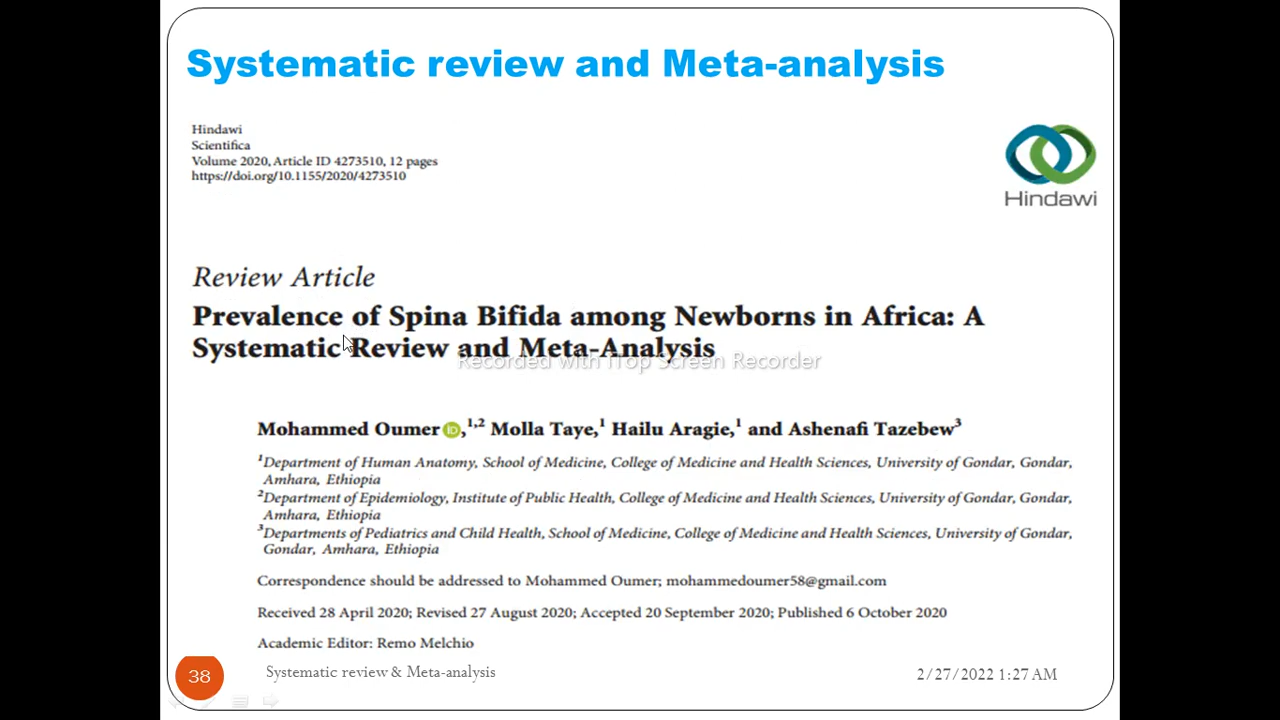 Systematic review and Meta-analysis
Hindawi
Scientifica
Volume 2020, Article ID 4273510, 12 pages
https://doi.org/10.1155/2020/4273510
Hindawi
Review Article
Prevalence of Spina Bifida among Newborns in Africa: A
Systematic Review and Meta-Analysis
Recorded with iTop Screen Recorder
Mohammed Oumer iD,1,2 Molla Taye,1 Hailu Aragie,1 and Ashenafi Tazebew3
1Department of Human Anatomy, School of Medicine, College of Medicine and Health Sciences, University of Gondar, Gondar,
Amhara, Ethiopia
2Department of Epidemiology, Institute of Public Health, College of Medicine and Health Sciences, University of Gondar, Gondar,
Amhara, Ethiopia
3Departments of Pediatrics and Child Health, School of Medicine, College of Medicine and Health Sciences, University of Gondar,
Gondar, Amhara, Ethiopia
Correspondence should be addressed to Mohammed Oumer; mohammedoumer58@gmail.com
Received 28 April 2020; Revised 27 August 2020; Accepted 20 September 2020; Published 6 October 2020
Academic Editor: Remo Melchio
38
Systematic review & Meta-analysis
2/27/2022 1:27 AM